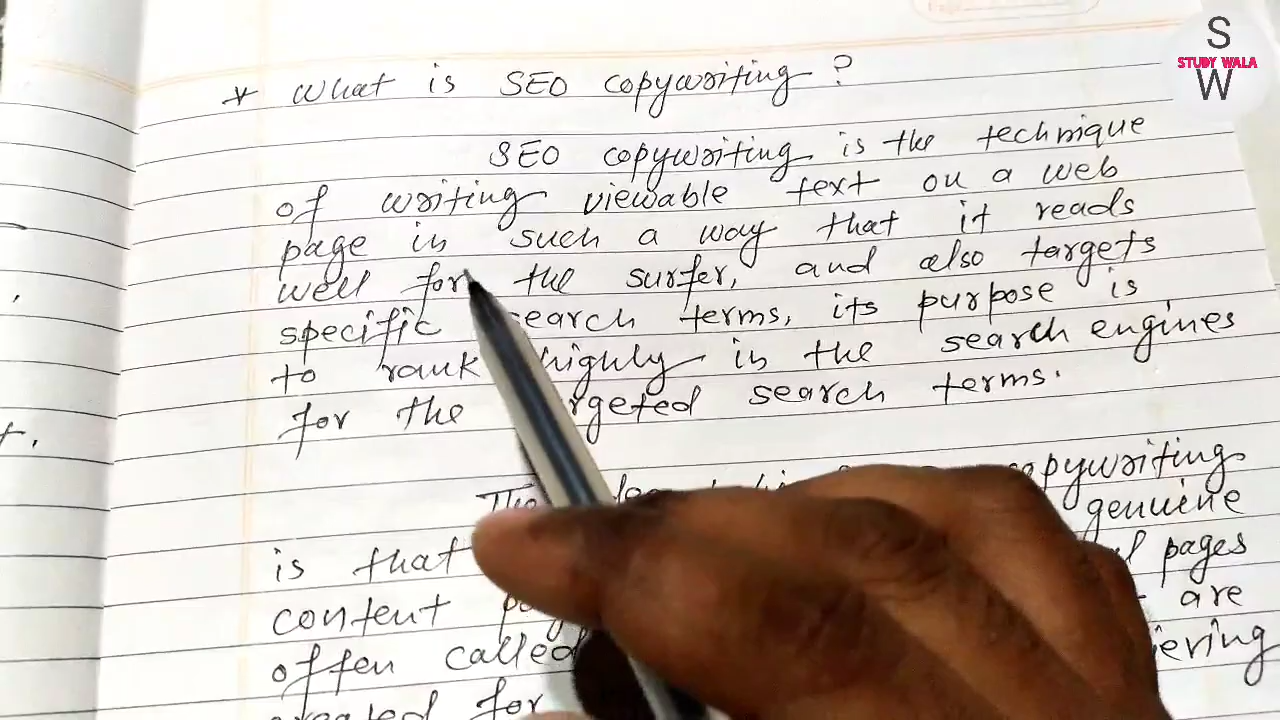 S
STUDY WALA
W
* What is SEO copywriting ?
SEO copywriting is the technique
of writing viewable text on a web
page in such a way that it reads
well for the surfer, and also targets
specific search terms, its purpose is
to rank highly in the search engines
for the targeted search terms.
The copywriting
is that genuine
content pages
often called are
created for